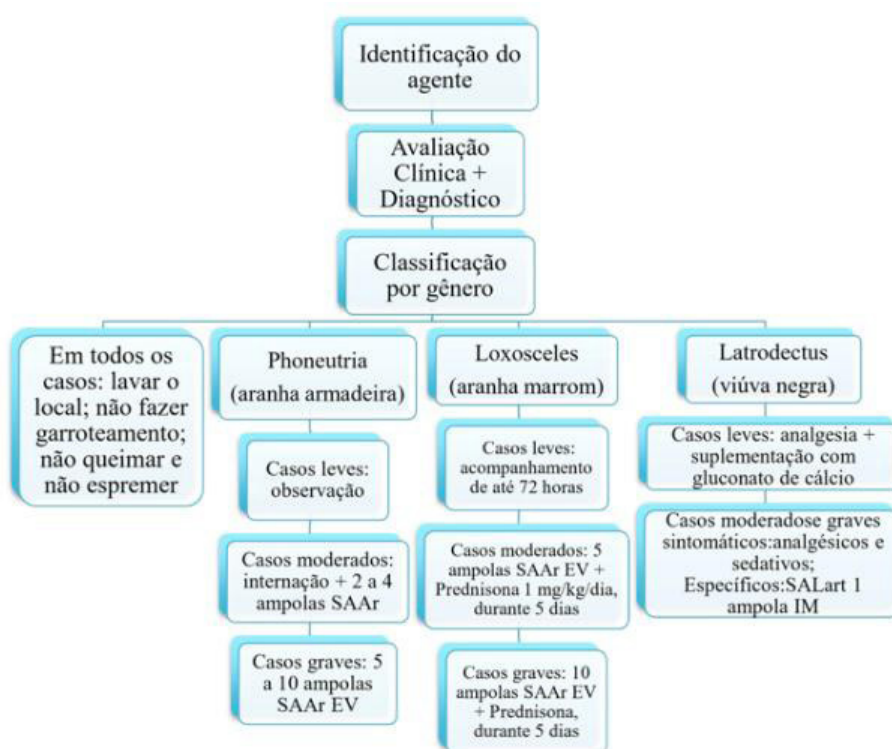 Identificação do
agente
Avaliação
Clínica +
Diagnóstico
Classificação
por gênero
Em todos os
casos: lavar o
local; não fazer
garroteamento;
não queimar e
não espremer
Phoneutria
(aranha armadeira)
Casos leves:
observação
Casos moderados:
internação + 2 a 4
ampolas SAAr
Casos graves: 5
a 10 ampolas
SAAr EV
Loxosceles
(aranha marrom)
Casos leves:
acompanhamento
de até 72 horas
Casos moderados: 5
ampolas SAAr EV +
Prednisona 1 mg/kg/dia,
durante 5 dias
Casos graves: 10
ampolas SAAr EV
+ Prednisona,
durante 5 dias
Latrodectus
(viúva negra)
Casos leves: analgesia +
suplementação com
gluconato de cálcio
Casos moderadose graves
sintomáticos:analgésicos e
sedativos;
Específicos:SALart 1
ampola IM